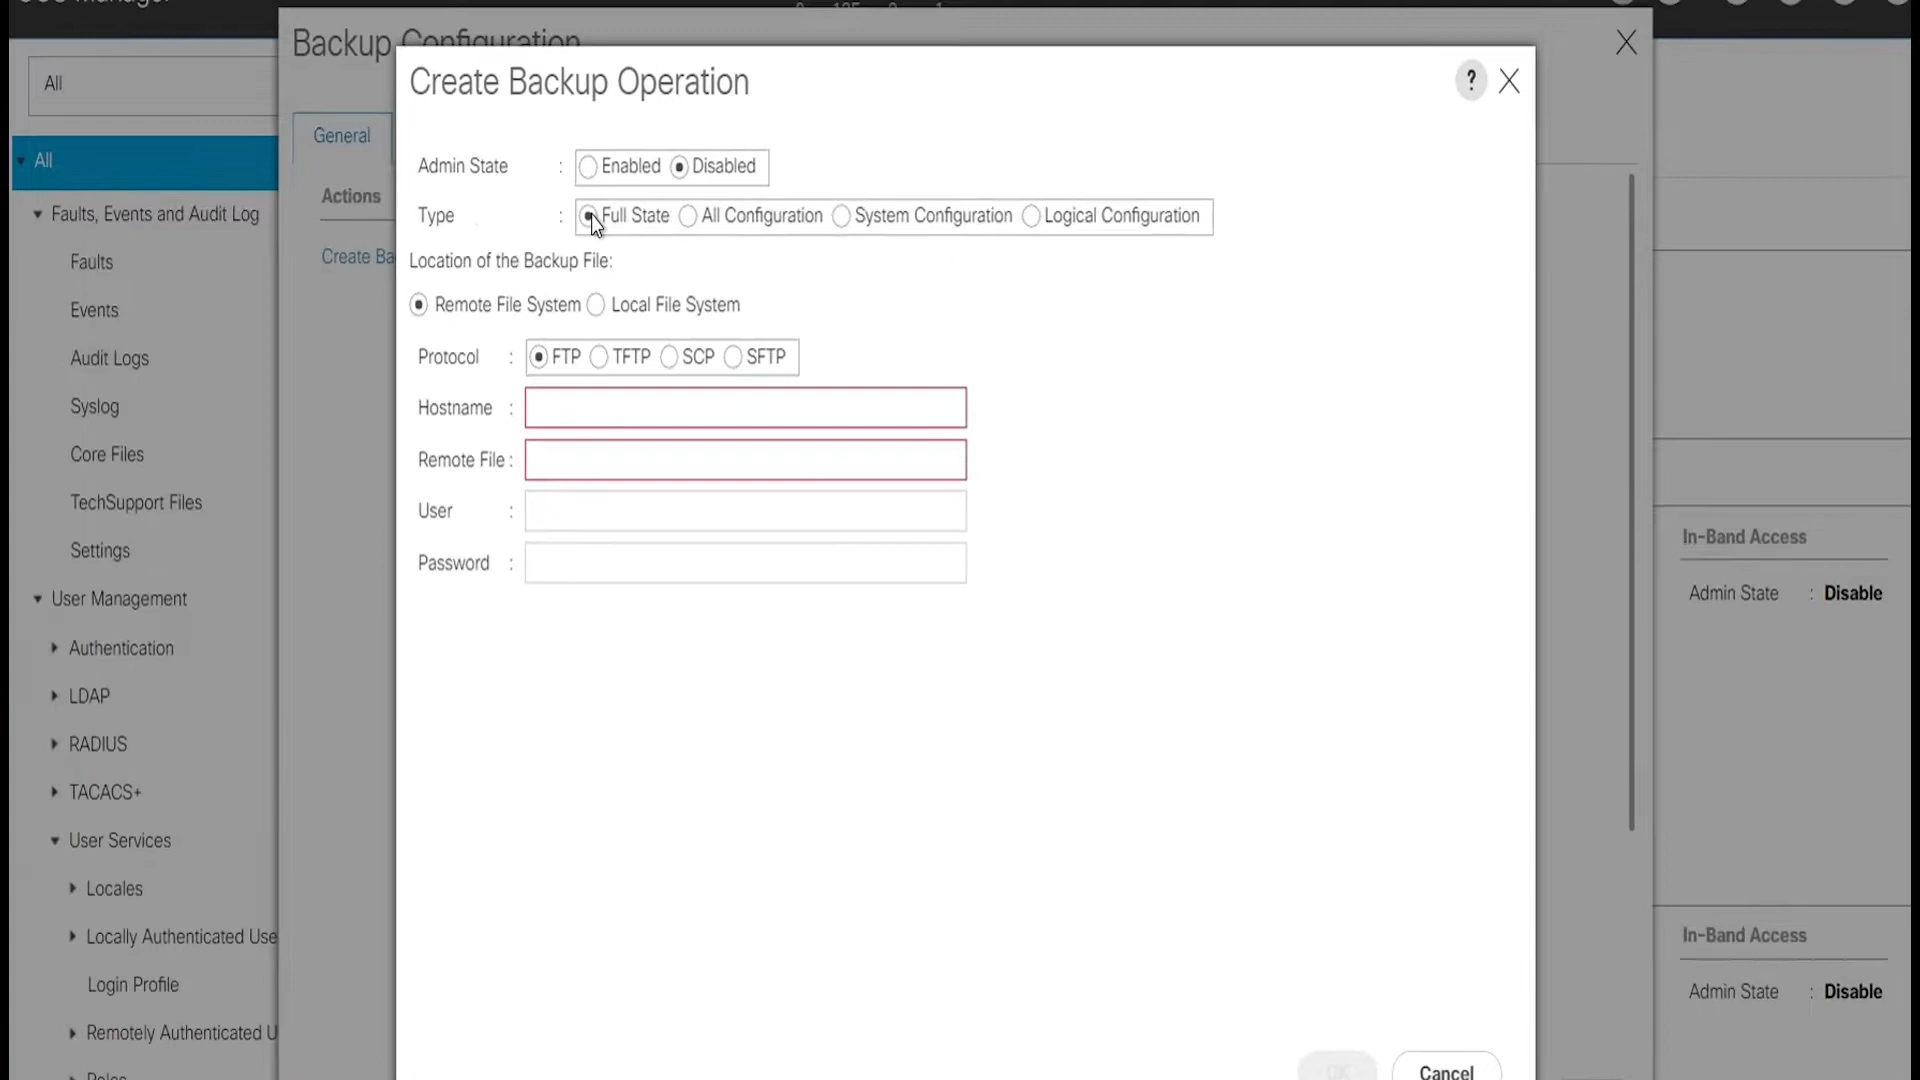 Backup Configuration
All
Create Backup Operation
?
General
Admin State : Enabled Disabled
All
Actions
Type : Full State All Configuration System Configuration Logical Configuration
Faults, Events and Audit Log
Create Ba
Location of the Backup File:
Faults
Remote File System Local File System
Events
Protocol : FTP TFTP SCP SFTP
Audit Logs
Hostname :
Syslog
Remote File :
Core Files
User :
TechSupport Files
Password :
Settings
In-Band Access
Admin State : Disable
User Management
Authentication
LDAP
RADIUS
TACACS+
User Services
Locales
Locally Authenticated Use
In-Band Access
Login Profile
Admin State : Disable
Remotely Authenticated U
OK
Cancel